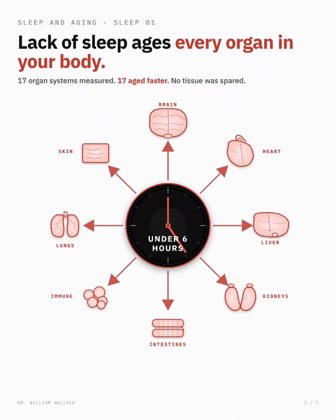 SLEEP AND AGING · SLEEP 01
Lack of sleep ages every organ in
your body.
17 organ systems measured. 17 aged faster. No tissue was spared.
BRAIN
SKIN
HEART
LUNGS
UNDER 6
HOURS
LIVER
IMMUNE
KIDNEYS
INTESTINES
DR. WILLIAM WALLACE
1 / 7